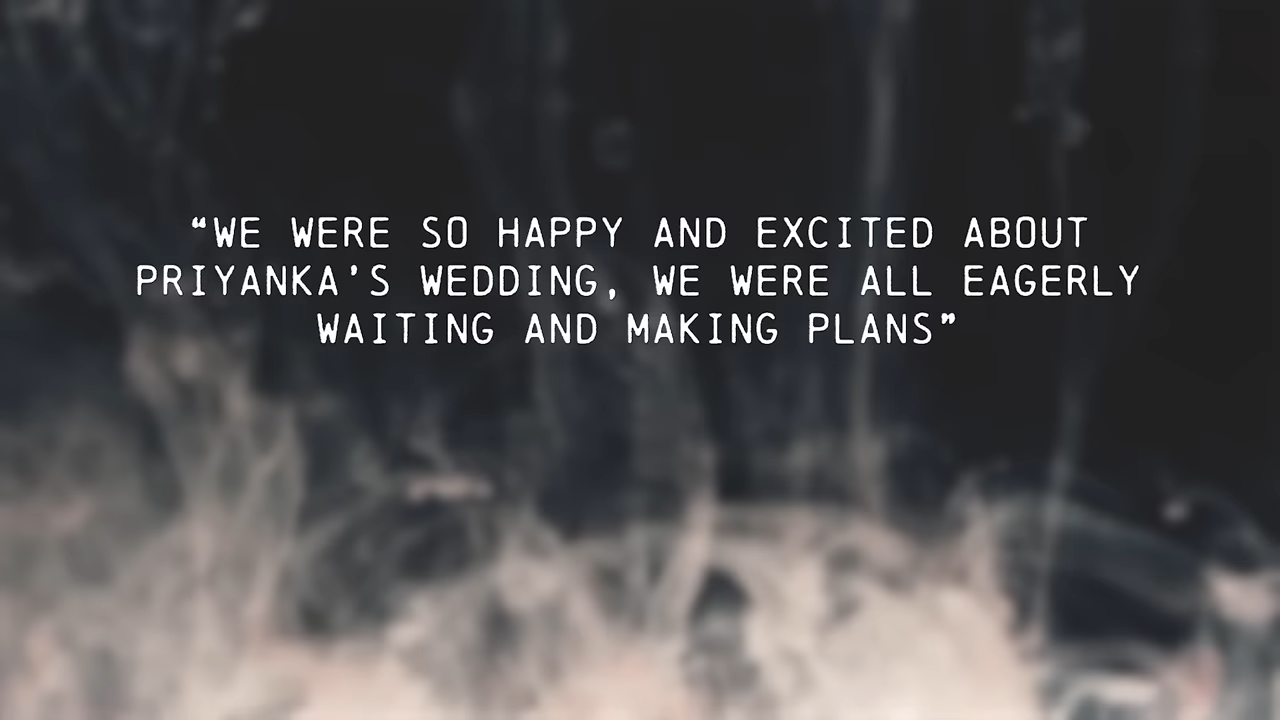 “WE WERE SO HAPPY AND EXCITED ABOUT
PRIYANKA’S WEDDING, WE WERE ALL EAGERLY
WAITING AND MAKING PLANS”